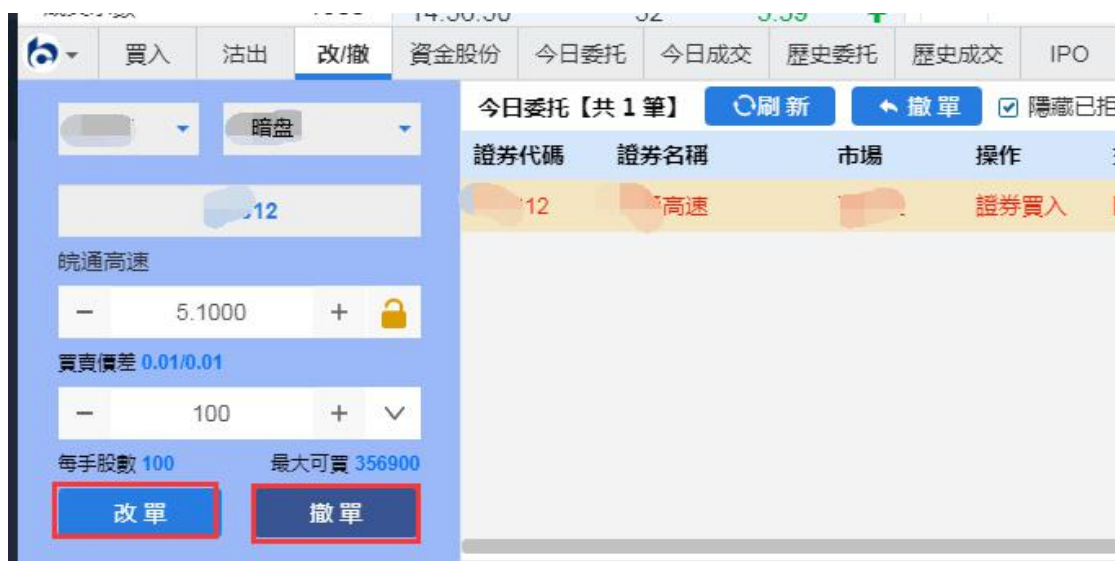 買入 沽出 改/撤 資金股份 今日委托 今日成交 歷史委托 歷史成交 IPO
今日委托【共 1 筆】 刷 新 撤 單 隱藏已拒
暗盘
證券代碼 證券名稱 市場 操作
12
12 高速 證券買入
皖通高速
− 5.1000 +
買賣價差 0.01/0.01
− 100 +
每手股數 100 最大可買 356900
改 單 撤 單